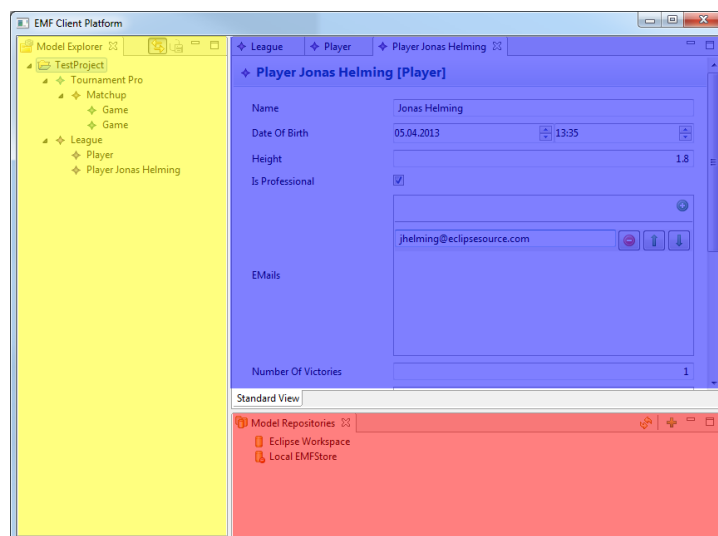 EMF Client Platform
Model Explorer
TestProject
Tournament Pro
Matchup
Game
Game
League
Player
Player Jonas Helming
League
Player
Player Jonas Helming
Player Jonas Helming [Player]
Name
Jonas Helming
Date Of Birth
05.04.2013
13:35
Height
1.8
Is Professional
jhelming@eclipsesource.com
EMails
Number Of Victories
1
Standard View
Model Repositories
Eclipse Workspace
Local EMFStore